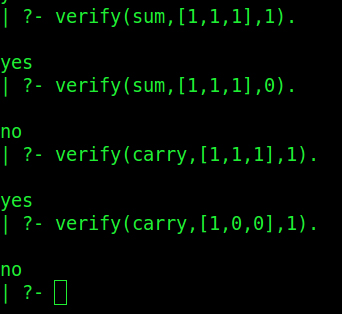 | ?- verify(sum,[1,1,1],1).
yes
| ?- verify(sum,[1,1,1],0).
no
| ?- verify(carry,[1,1,1],1).
yes
| ?- verify(carry,[1,0,0],1).
no
| ?-